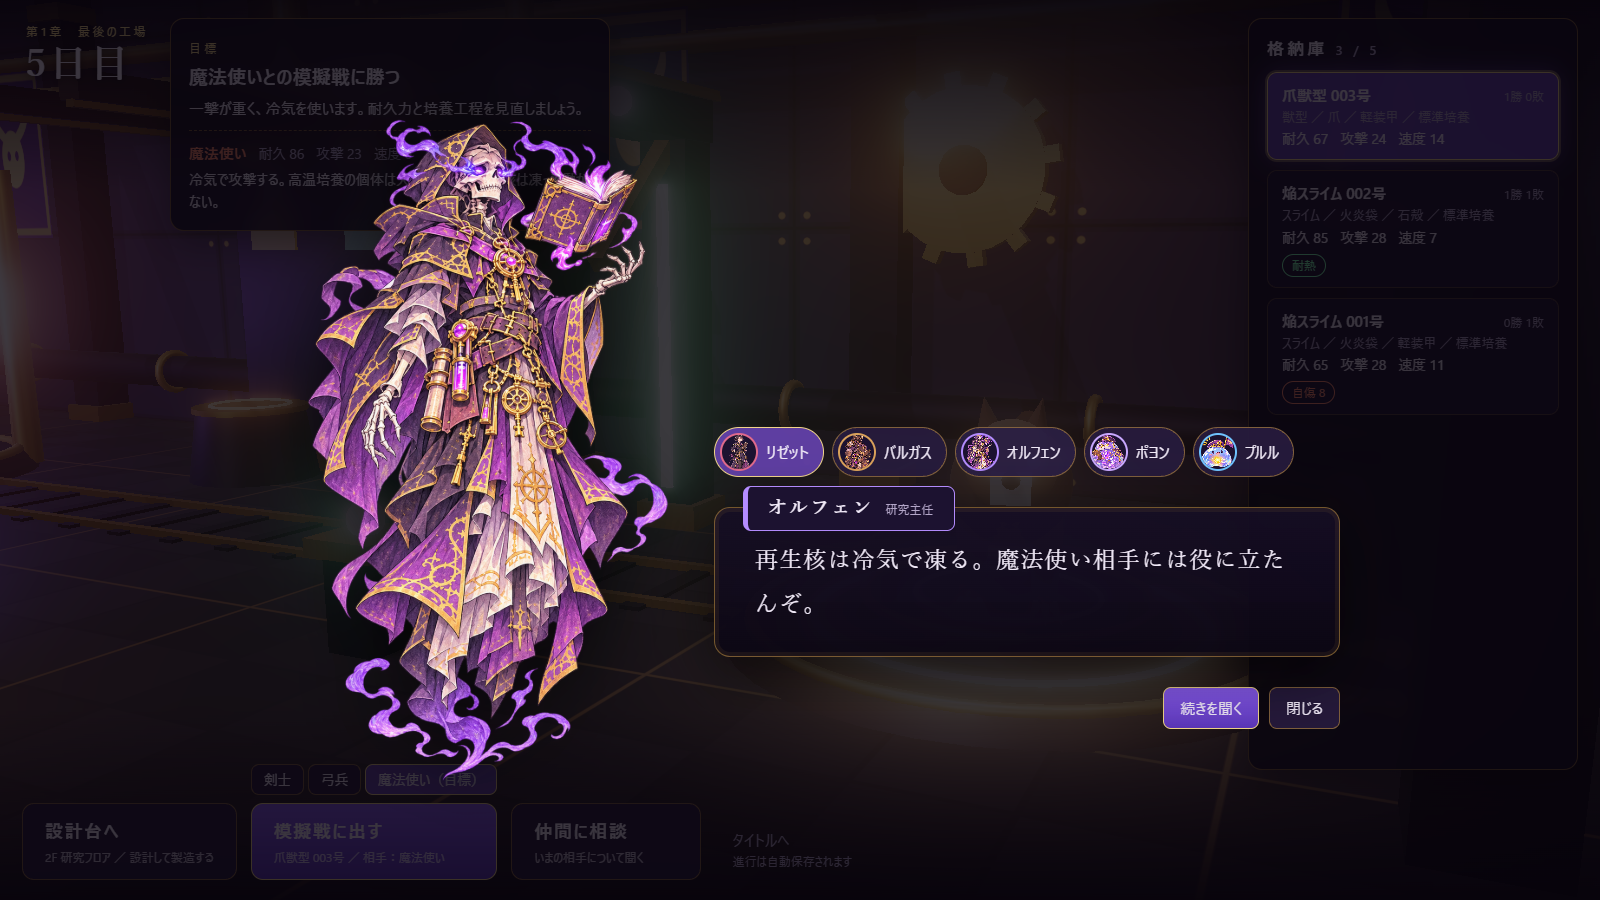 第1章 最後の工場
5日目
目標
魔法使いとの模擬戦に勝つ
一撃が重く、冷気を使います。耐久力と培養工程を見直しましょう。
魔法使い 耐久 86 攻撃 23 速度
冷気で攻撃する。高温培養の個体は
は凍
ない。
格納庫 3 / 5
爪獣型 003号 1勝 0敗
獣型 ／ 爪 ／ 軽装甲 ／ 標準培養
耐久 67 攻撃 24 速度 14
焔スライム 002号 1勝 1敗
スライム ／ 火炎袋 ／ 石殻 ／ 標準培養
耐久 85 攻撃 28 速度 7
耐熱
焔スライム 001号 0勝 1敗
スライム ／ 火炎袋 ／ 軽装甲 ／ 標準培養
耐久 65 攻撃 28 速度 11
自傷 8
リゼット
バルガス
オルフェン
ポヨン
プルル
オルフェン 研究主任
再生核は冷気で凍る。魔法使い相手には役に立た
んぞ。
続きを聞く
閉じる
剣士
弓兵
魔法使い（目標）
設計台へ
2F 研究フロア ／ 設計して製造する
模擬戦に出す
爪獣型 003号 ／ 相手：魔法使い
仲間に相談
いまの相手について聞く
タイトルへ
進行は自動保存されます